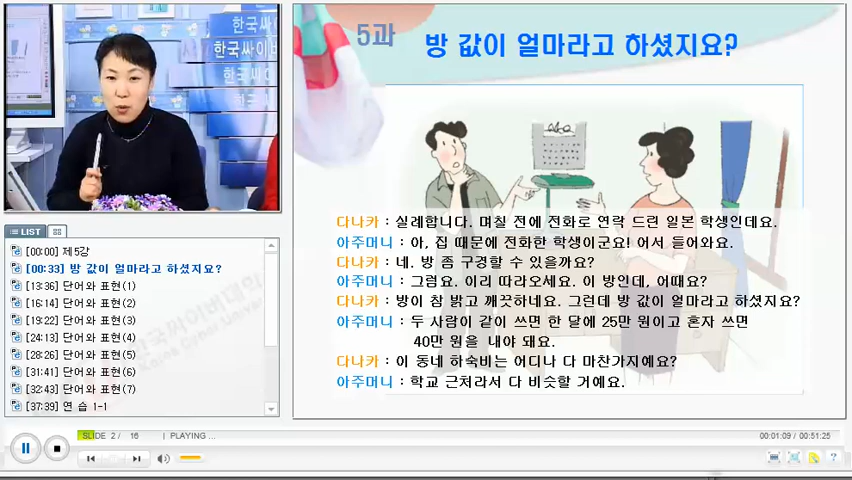 한국싸이
한국싸이버
한국싸이버대학
5과
방 값이 얼마라고 하셨지요?
다나카 : 실례합니다. 며칠 전에 전화로 연락 드린 일본 학생인데요.
아주머니 : 아, 집 때문에 전화한 학생이군요! 어서 들어와요.
다나카 : 네. 방 좀 구경할 수 있을까요?
아주머니 : 그럼요. 이리 따라오세요. 이 방인데, 어때요?
다나카 : 방이 참 밝고 깨끗하네요. 그런데 방 값이 얼마라고 하셨지요?
아주머니 : 두 사람이 같이 쓰면 한 달에 25만 원이고 혼자 쓰면
40만 원을 내야 돼요.
다나카 : 이 동네 하숙비는 어디나 다 마찬가지예요?
아주머니 : 학교 근처라서 다 비슷할 거예요.
LIST
[00:00] 제5강
[00:33] 방 값이 얼마라고 하셨지요?
[13:36] 단어와 표현(1)
[16:14] 단어와 표현(2)
[19:22] 단어와 표현(3)
[24:13] 단어와 표현(4)
[28:26] 단어와 표현(5)
[31:41] 단어와 표현(6)
[32:43] 단어와 표현(7)
[37:39] 연 습 1-1
SLIDE 2 / 16 | PLAYING ...
00:01:09 / 00:51:25